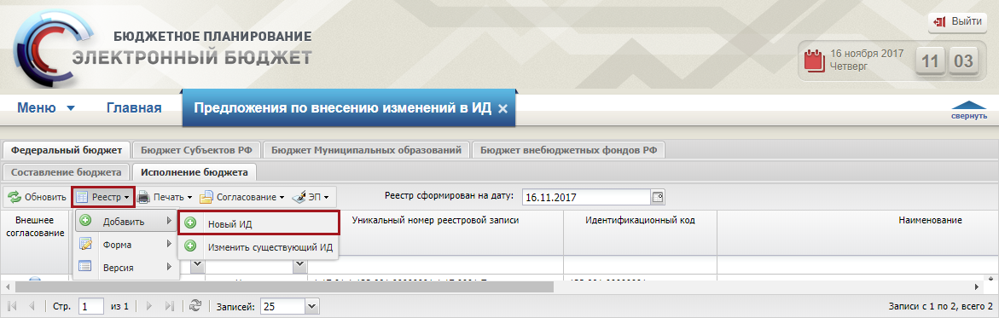 Выйти
БЮДЖЕТНОЕ ПЛАНИРОВАНИЕ
ЭЛЕКТРОННЫЙ БЮДЖЕТ
16 ноября 2017
Четверг
11 03
Меню Главная Предложения по внесению изменений в ИД
свернуть
Федеральный бюджет Бюджет Субъектов РФ Бюджет Муниципальных образований Бюджет внебюджетных фондов РФ
Составление бюджета Исполнение бюджета
Обновить Реестр Печать Согласование ЭП Реестр сформирован на дату: 16.11.2017
Внешнее согласование Уникальный номер реестровой записи Идентификационный код Наименование
Добавить Новый ИД
Форма Изменить существующий ИД
Версия
Стр. 1 из 1 Записей: 25 Записи с 1 по 2, всего 2